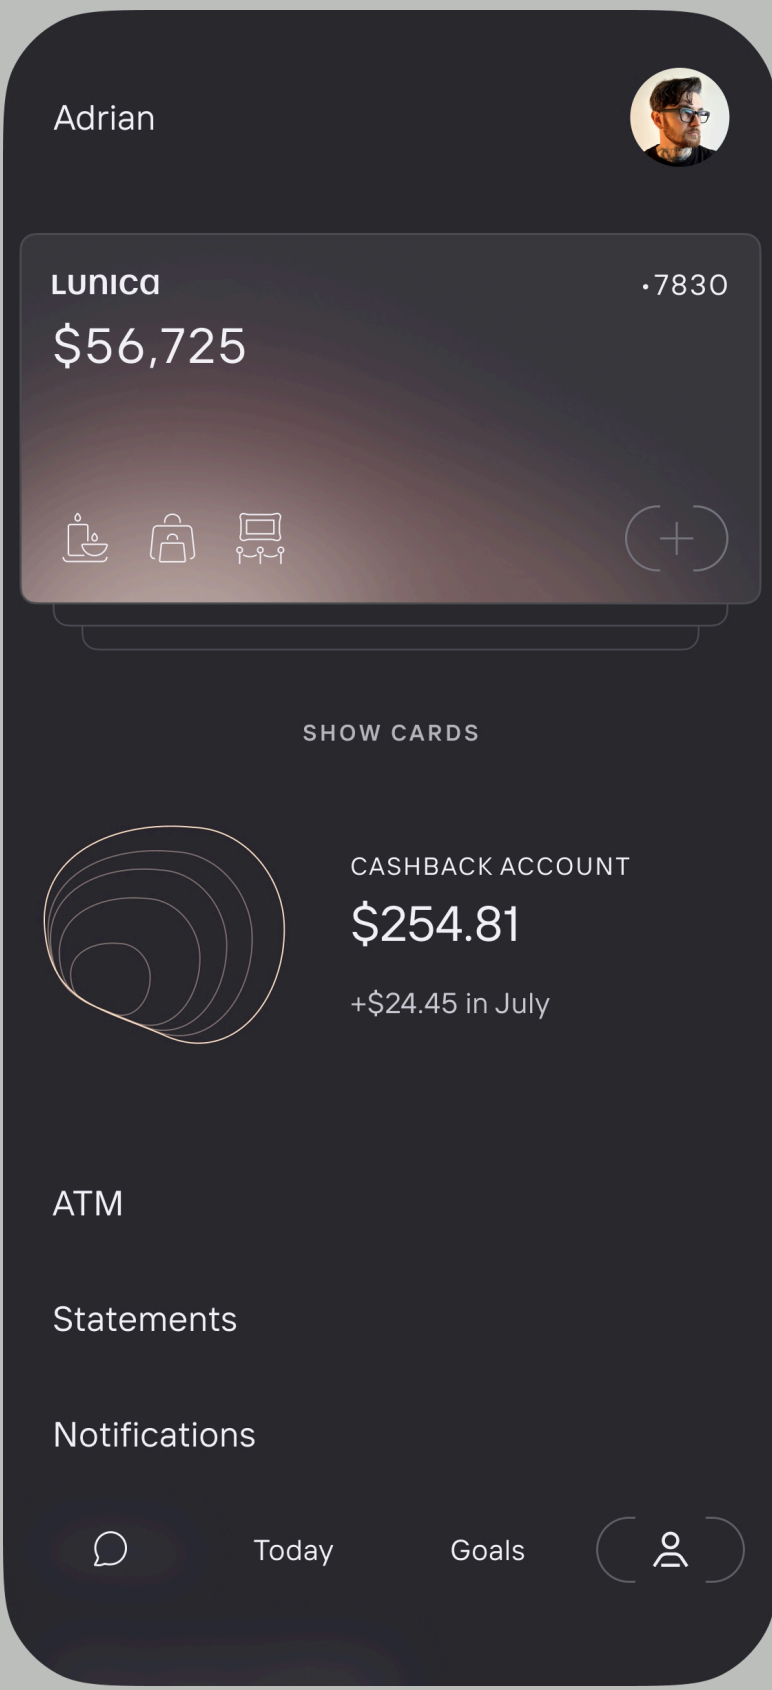 Adrian
LUNICA
·7830
$56,725
SHOW CARDS
CASHBACK ACCOUNT
$254.81
+$24.45 in July
ATM
Statements
Notifications
Today
Goals